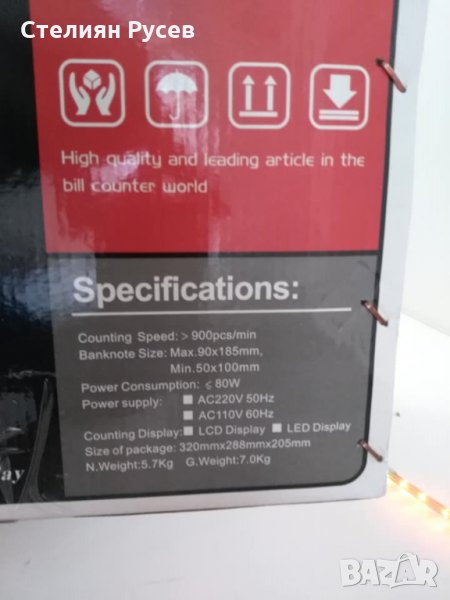 Стелиян Русев
High quality and leading article in the
bill counter world
Specifications:
Counting Speed: > 900pcs/min
Banknote Size: Max.90x185mm,
Min.50x100mm
Power Consumption: ≤ 80W
Power supply: ■ AC220V 50Hz
■ AC110V 60Hz
Counting Display: ■ LCD Display ■ LED Display
Size of package: 320mmx288mmx205mm
N.Weight:5.7Kg G.Weight:7.0Kg
BAZAR